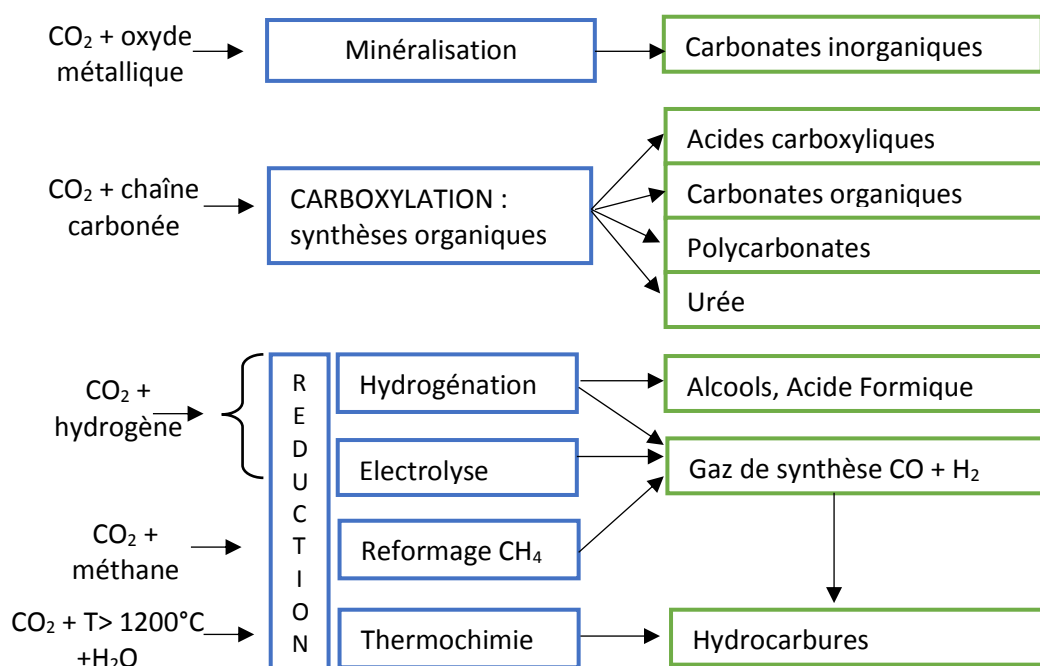 CO₂ + oxyde
métallique
Minéralisation
Carbonates inorganiques
CO₂ + chaîne
carbonée
CARBOXYLATION :
synthèses organiques
Acides carboxyliques
Carbonates organiques
Polycarbonates
Urée
CO₂ +
hydrogène
R
E
D
U
C
T
I
O
N
Hydrogénation
Alcools, Acide Formique
Electrolyse
Gaz de synthèse CO + H₂
CO₂ +
méthane
Reformage CH₄
CO₂ + T> 1200°C
+H₂O
Thermochimie
Hydrocarbures